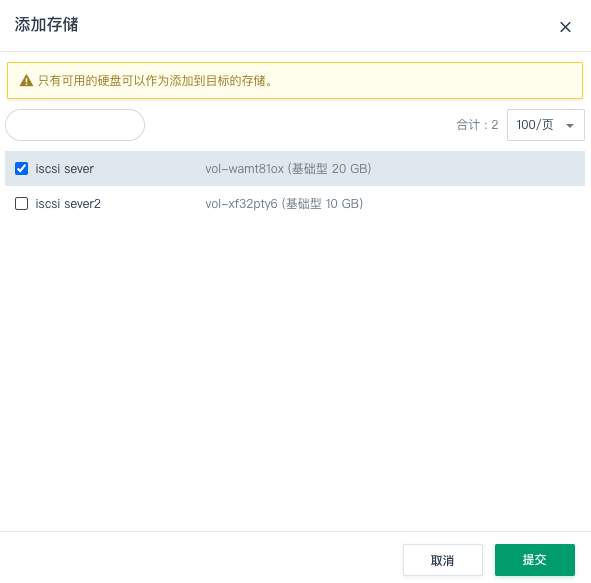 添加存储
只有可用的硬盘可以作为添加到目标的存储。
合计 : 2 100/页
iscsi sever vol-wamt81ox (基础型 20 GB)
iscsi sever2 vol-xf32pty6 (基础型 10 GB)
取消 提交